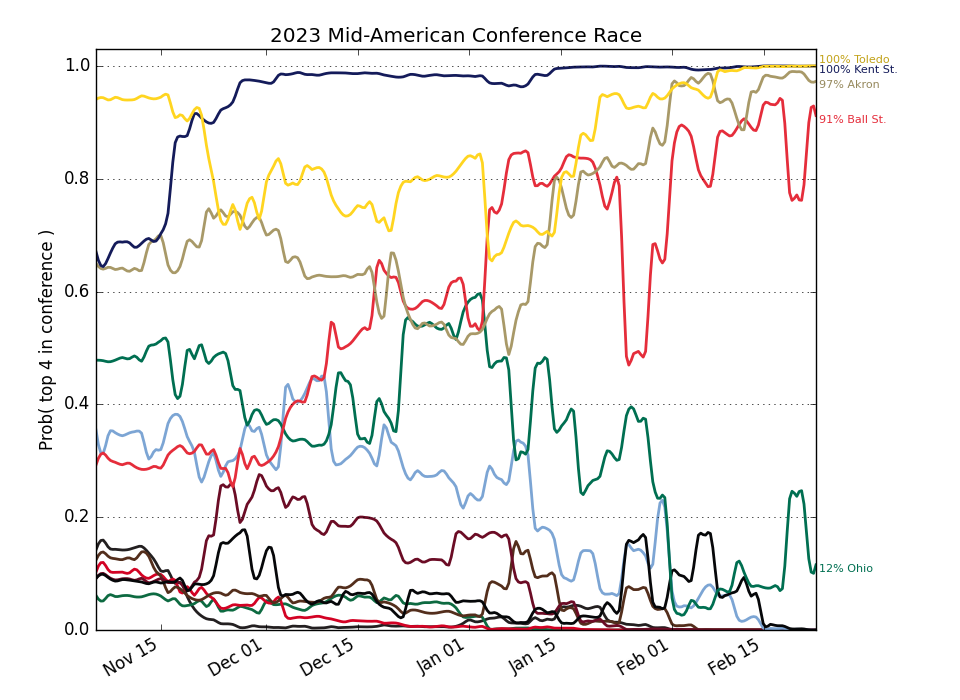 2023 Mid-American Conference Race
Prob( top 4 in conference )
1.0
0.8
0.6
0.4
0.2
0.0
100% Toledo
100% Kent St.
97% Akron
91% Ball St.
12% Ohio
Nov 15
Dec 01
Dec 15
Jan 01
Jan 15
Feb 01
Feb 15